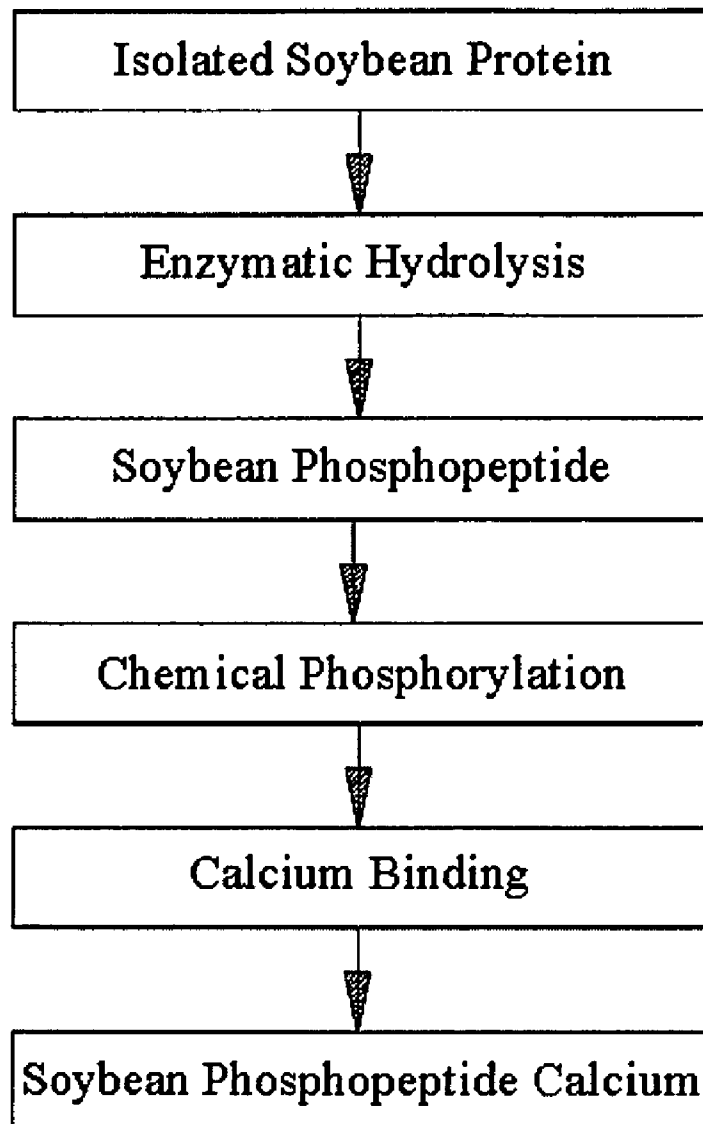 Isolated Soybean Protein
Enzymatic Hydrolysis
Soybean Phosphopeptide
Chemical Phosphorylation
Calcium Binding
Soybean Phosphopeptide Calcium